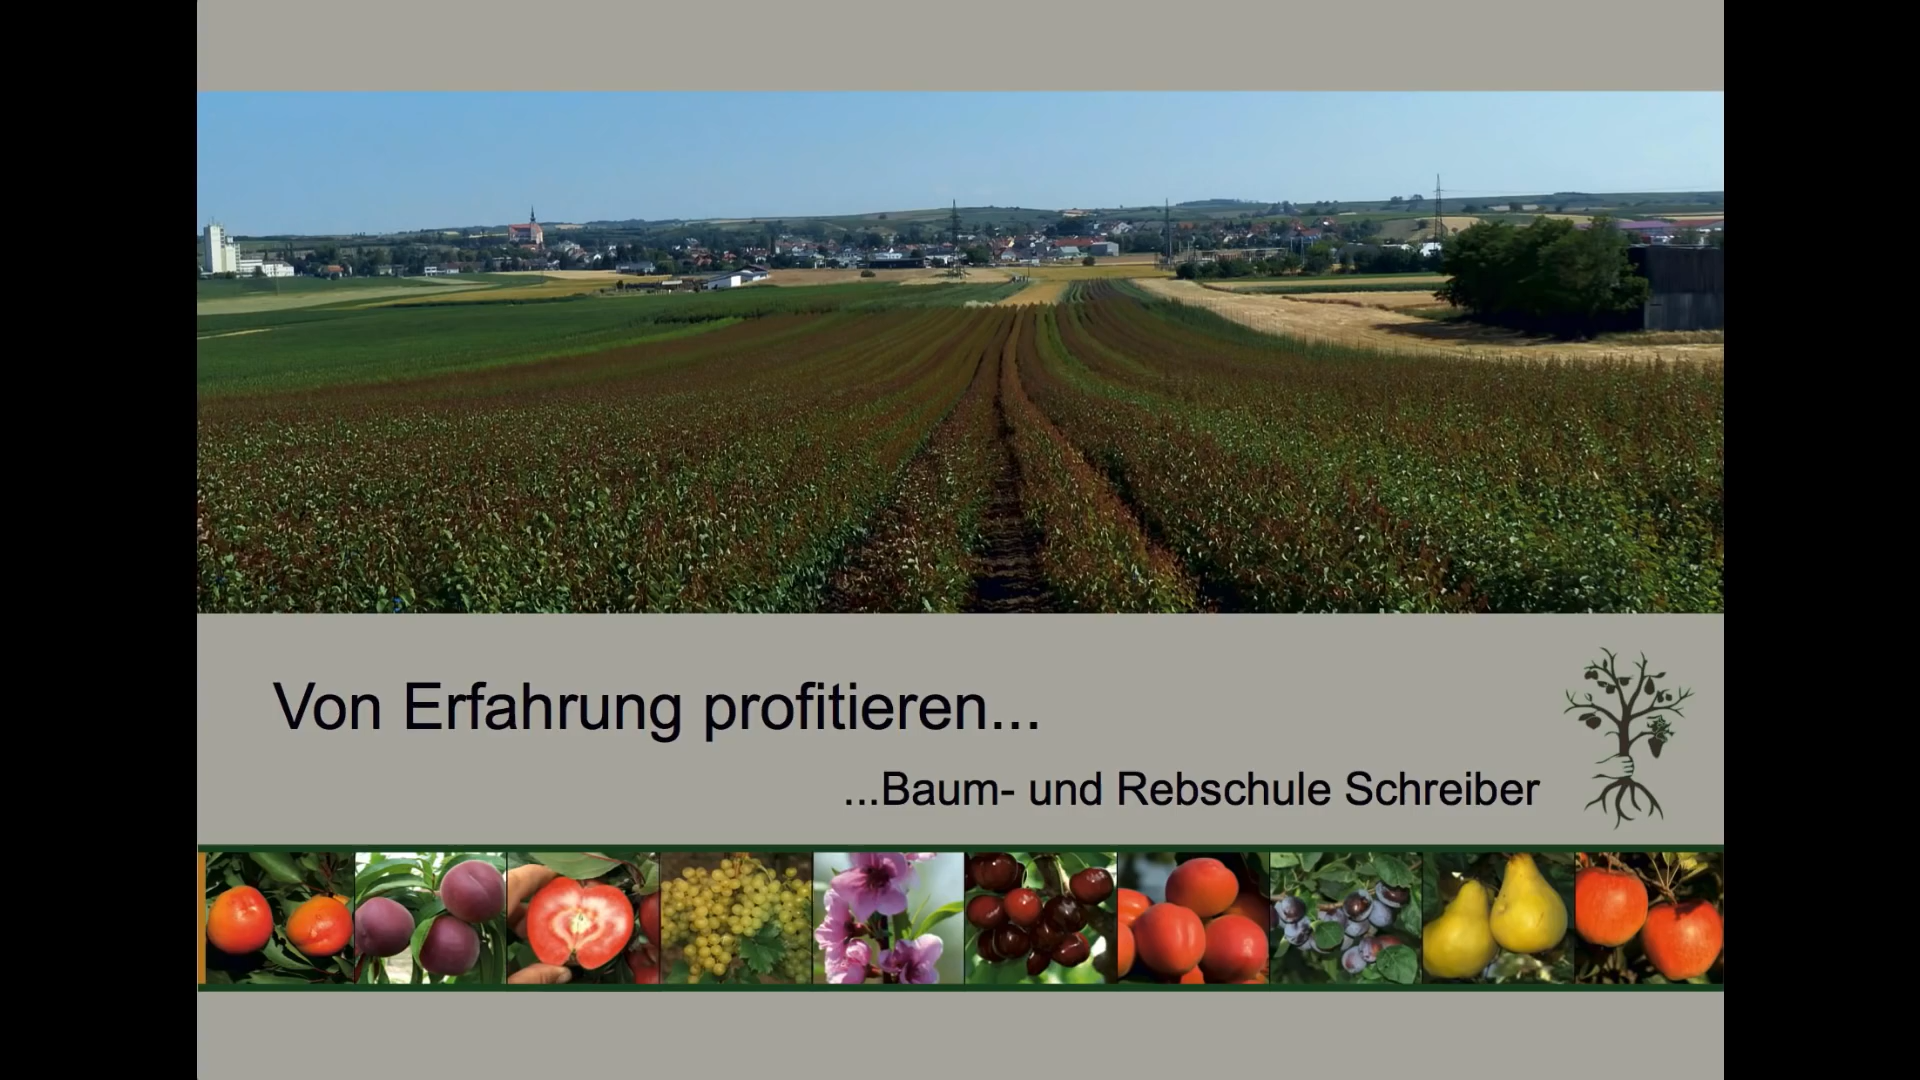 Von Erfahrung profitieren...
...Baum- und Rebschule Schreiber